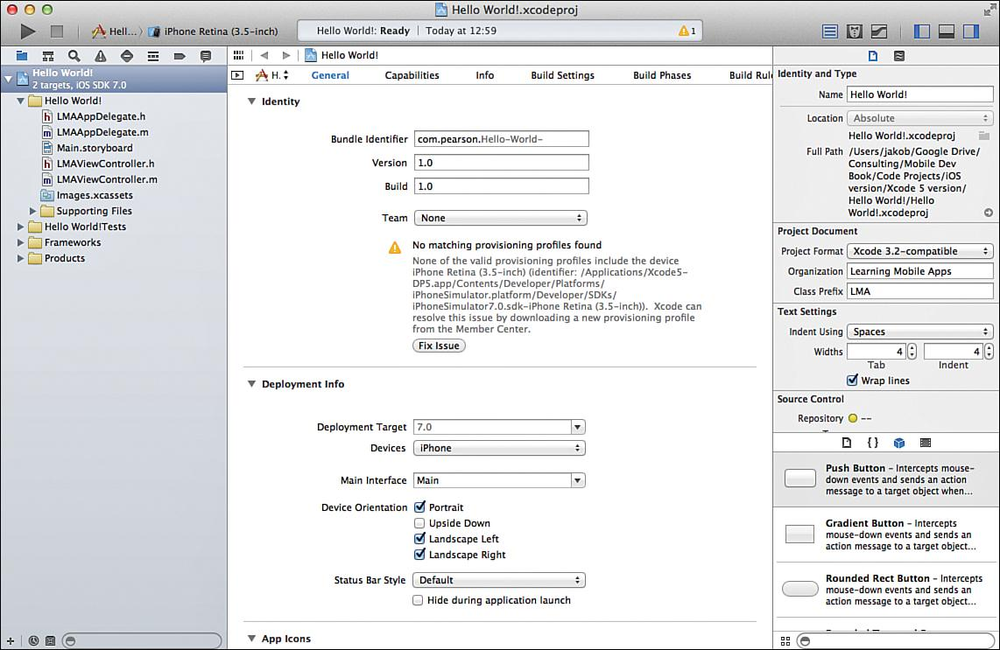 Hello World!.xcodeproj
Hell... iPhone Retina (3.5-inch)
Hello World!: Ready | Today at 12:59
1
Hello World!
2 targets, iOS SDK 7.0
Hello World!
LMAAppDelegate.h
LMAAppDelegate.m
Main.storyboard
LMAViewController.h
LMAViewController.m
Images.xcassets
Supporting Files
Hello World!Tests
Frameworks
Products
Hello World!
H.
General Capabilities Info Build Settings Build Phases Build Rul
Identity
Bundle Identifier com.pearson.Hello-World-
Version 1.0
Build 1.0
Team None
No matching provisioning profiles found
None of the valid provisioning profiles include the device
iPhone Retina (3.5-inch) (identifier: /Applications/Xcode5-
DP5.app/Contents/Developer/Platforms/
iPhoneSimulator.platform/Developer/SDKs/
iPhoneSimulator7.0.sdk-iPhone Retina (3.5-inch)). Xcode can
resolve this issue by downloading a new provisioning profile
from the Member Center.
Fix Issue
Deployment Info
Deployment Target 7.0
Devices iPhone
Main Interface Main
Device Orientation Portrait
Upside Down
Landscape Left
Landscape Right
Status Bar Style Default
Hide during application launch
App Icons
Identity and Type
Name Hello World!
Location Absolute
Hello World!.xcodeproj
Full Path /Users/jakob/Google Drive/
Consulting/Mobile Dev
Book/Code Projects/iOS
version/Xcode 5 version/
Hello World!/Hello
World!.xcodeproj
Project Document
Project Format Xcode 3.2-compatible
Organization Learning Mobile Apps
Class Prefix LMA
Text Settings
Indent Using Spaces
Widths 4 4
Tab Indent
Wrap lines
Source Control
Repository --
{ }
Push Button - Intercepts mouse-
down events and sends an action
message to a target object when...
Gradient Button - Intercepts
mouse-down events and sends an
action message to a target object...
Rounded Rect Button - Intercepts
mouse-down events and sends an
action message to a target object...